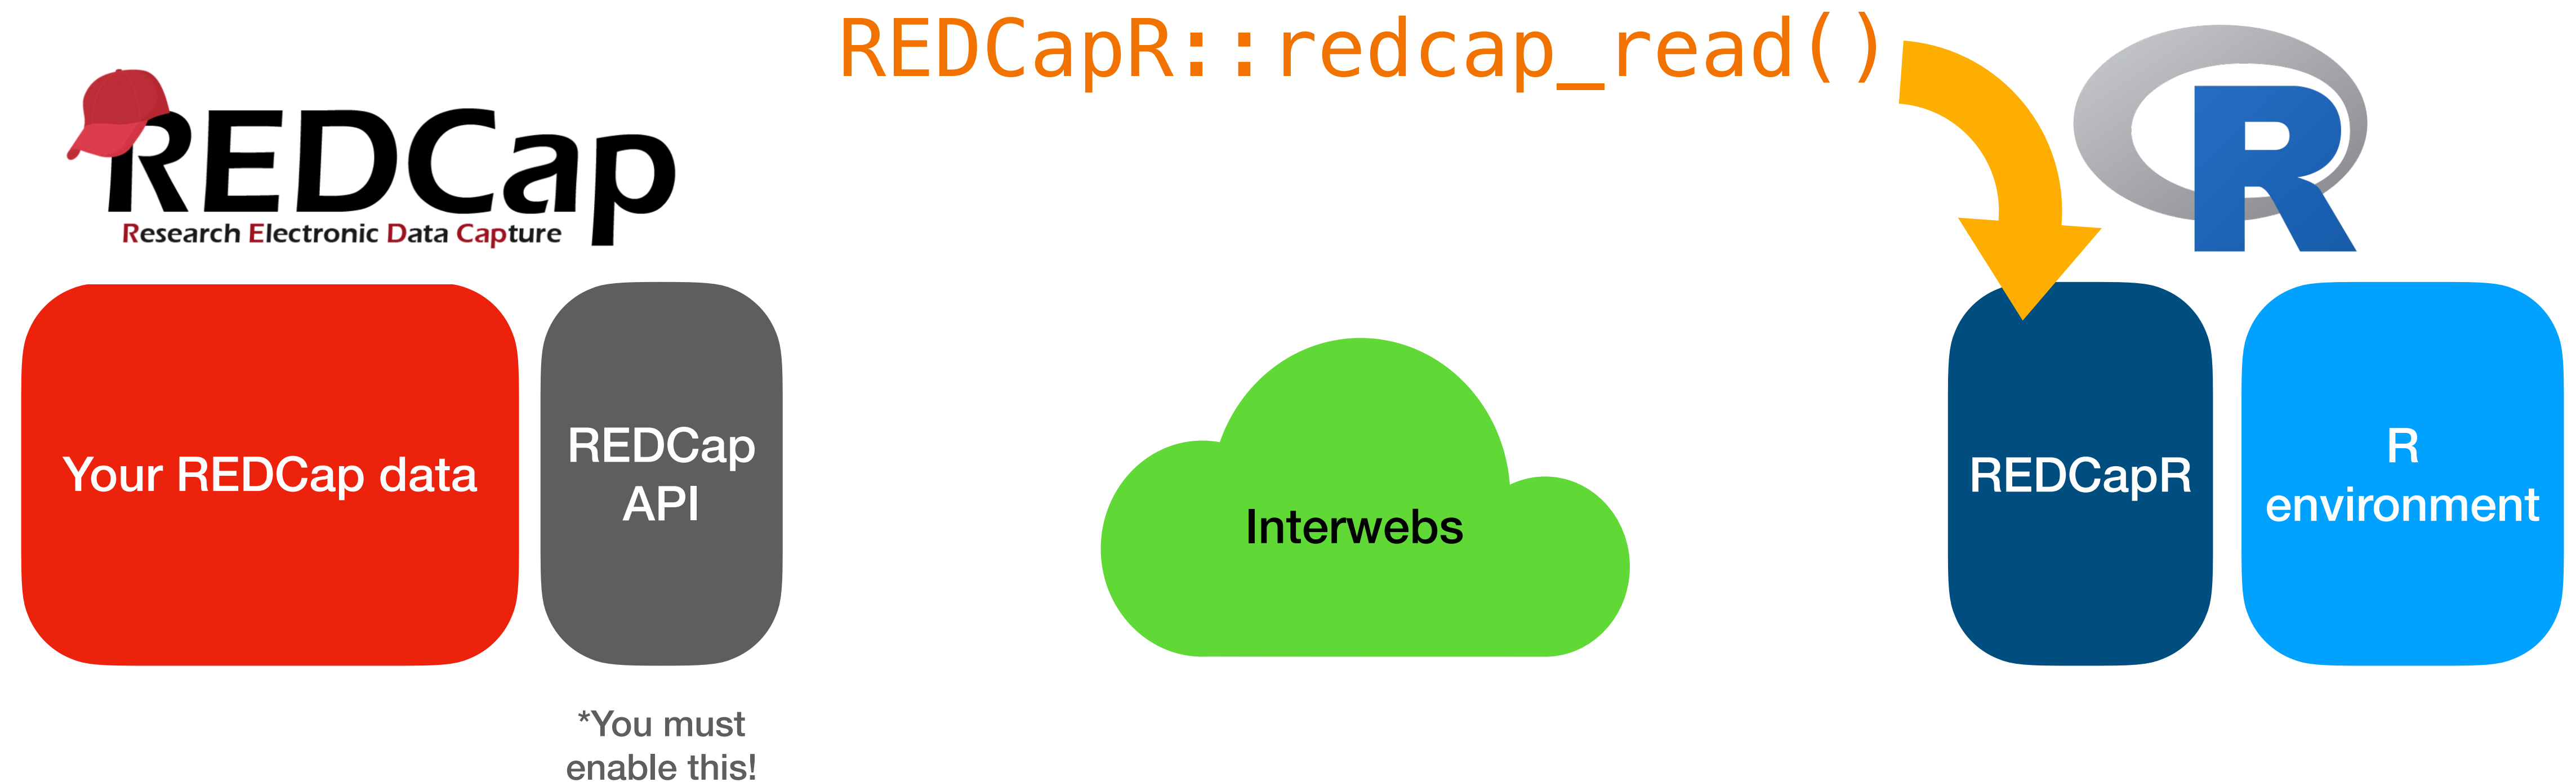 REDCapR::redcap_read()
REDCap
Research Electronic Data Capture
R
Your REDCap data
REDCap
API
Interwebs
REDCapR
R
environment
*You must
enable this!